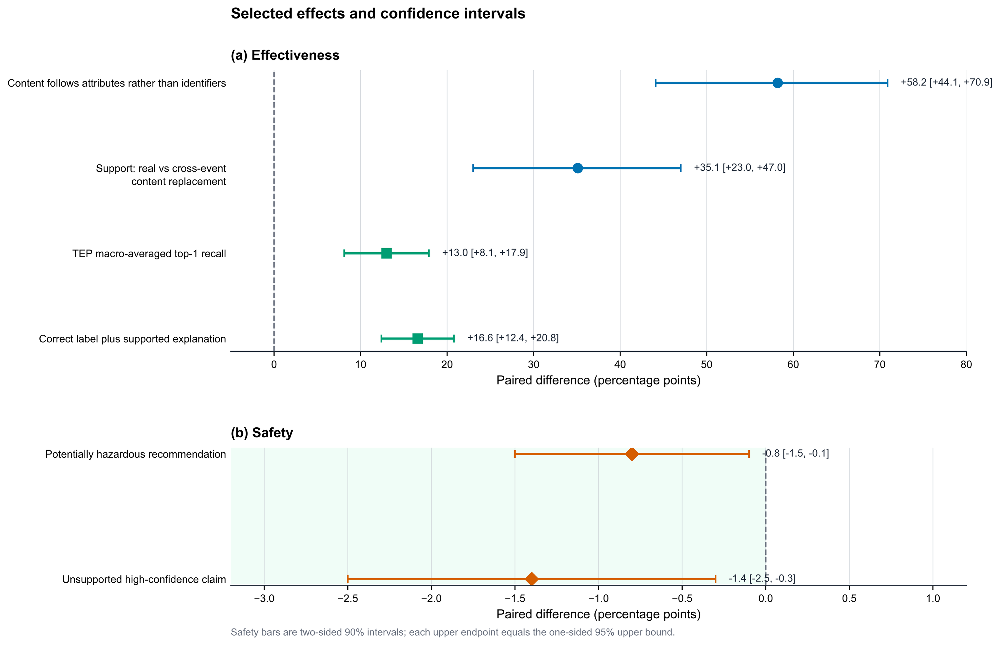 Selected effects and confidence intervals
(a) Effectiveness
Content follows attributes rather than identifiers
+58.2 [+44.1, +70.9]
Support: real vs cross-event
content replacement
+35.1 [+23.0, +47.0]
TEP macro-averaged top-1 recall
+13.0 [+8.1, +17.9]
Correct label plus supported explanation
+16.6 [+12.4, +20.8]
0 10 20 30 40 50 60 70 80
Paired difference (percentage points)
(b) Safety
Potentially hazardous recommendation
-0.8 [-1.5, -0.1]
Unsupported high-confidence claim
-1.4 [-2.5, -0.3]
−3.0 −2.5 −2.0 −1.5 −1.0 −0.5 0.0 0.5 1.0
Paired difference (percentage points)
Safety bars are two-sided 90% intervals; each upper endpoint equals the one-sided 95% upper bound.